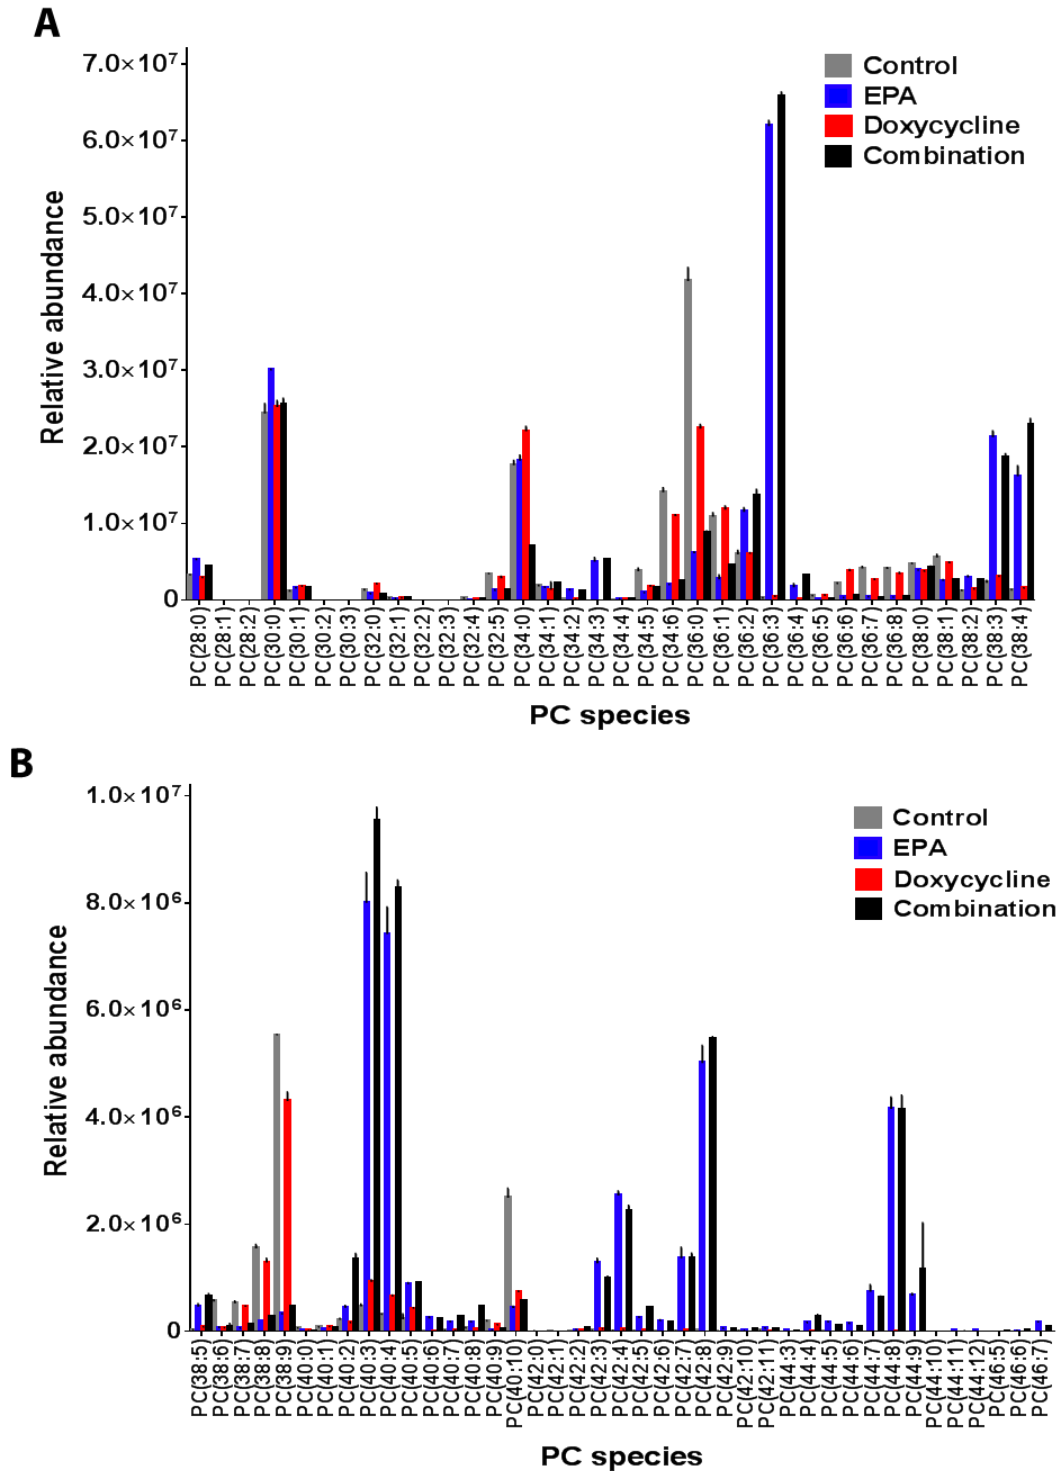 A
7.0×10⁷
6.0×10⁷
5.0×10⁷
4.0×10⁷
3.0×10⁷
2.0×10⁷
1.0×10⁷
0
Relative abundance
Control
EPA
Doxycycline
Combination
PC(28:0)
PC(28:1)
PC(28:2)
PC(30:0)
PC(30:1)
PC(30:2)
PC(30:3)
PC(32:0)
PC(32:1)
PC(32:2)
PC(32:3)
PC(32:4)
PC(32:5)
PC(34:0)
PC(34:1)
PC(34:2)
PC(34:3)
PC(34:4)
PC(34:5)
PC(34:6)
PC(36:0)
PC(36:1)
PC(36:2)
PC(36:3)
PC(36:4)
PC(36:5)
PC(36:6)
PC(36:7)
PC(36:8)
PC(38:0)
PC(38:1)
PC(38:2)
PC(38:3)
PC(38:4)
PC species
B
1.0×10⁷
8.0×10⁶
6.0×10⁶
4.0×10⁶
2.0×10⁶
0
Relative abundance
Control
EPA
Doxycycline
Combination
PC(38:5)
PC(38:6)
PC(38:7)
PC(38:8)
PC(38:9)
PC(40:0)
PC(40:1)
PC(40:2)
PC(40:3)
PC(40:4)
PC(40:5)
PC(40:6)
PC(40:7)
PC(40:8)
PC(40:9)
PC(40:10)
PC(42:0)
PC(42:1)
PC(42:2)
PC(42:3)
PC(42:4)
PC(42:5)
PC(42:6)
PC(42:7)
PC(42:8)
PC(42:9)
PC(42:10)
PC(42:11)
PC(44:3)
PC(44:4)
PC(44:5)
PC(44:6)
PC(44:7)
PC(44:8)
PC(44:9)
PC(44:10)
PC(44:11)
PC(44:12)
PC(46:5)
PC(46:6)
PC(46:7)
PC species